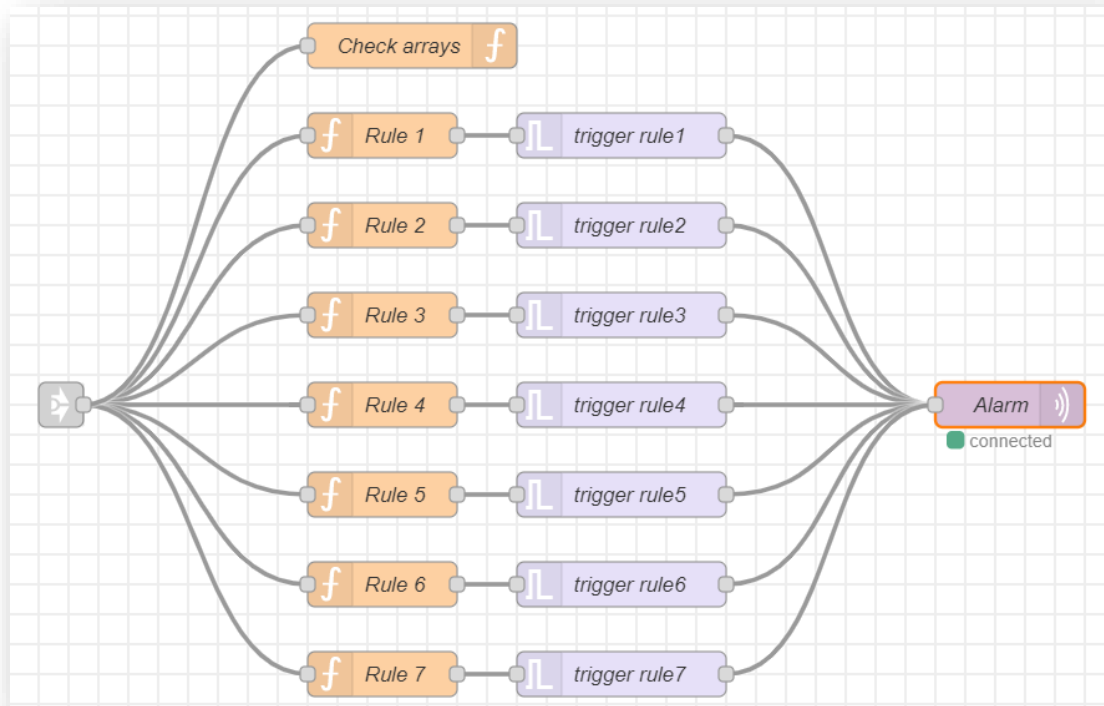 Check arrays
Rule 1
trigger rule1
Rule 2
trigger rule2
Rule 3
trigger rule3
Rule 4
trigger rule4
Alarm
connected
Rule 5
trigger rule5
Rule 6
trigger rule6
Rule 7
trigger rule7